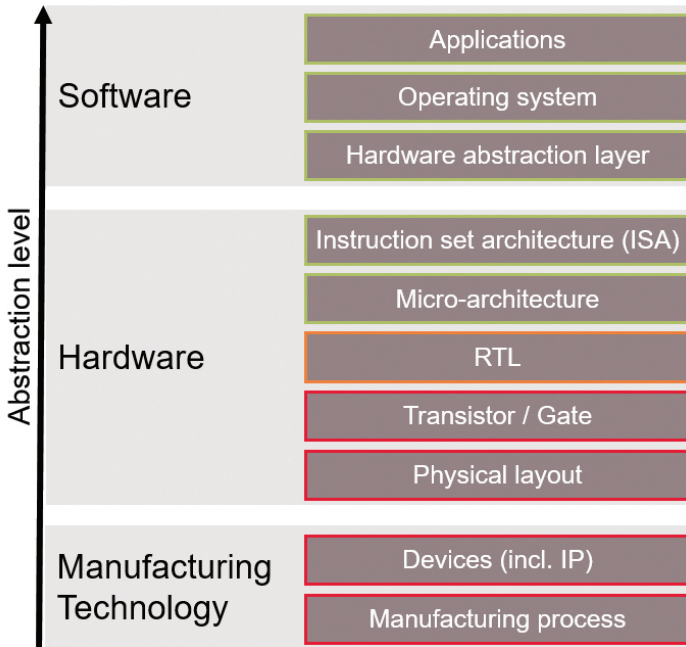 Abstraction level
Software
Applications
Operating system
Hardware abstraction layer
Hardware
Instruction set architecture (ISA)
Micro-architecture
RTL
Transistor / Gate
Physical layout
Manufacturing
Technology
Devices (incl. IP)
Manufacturing process